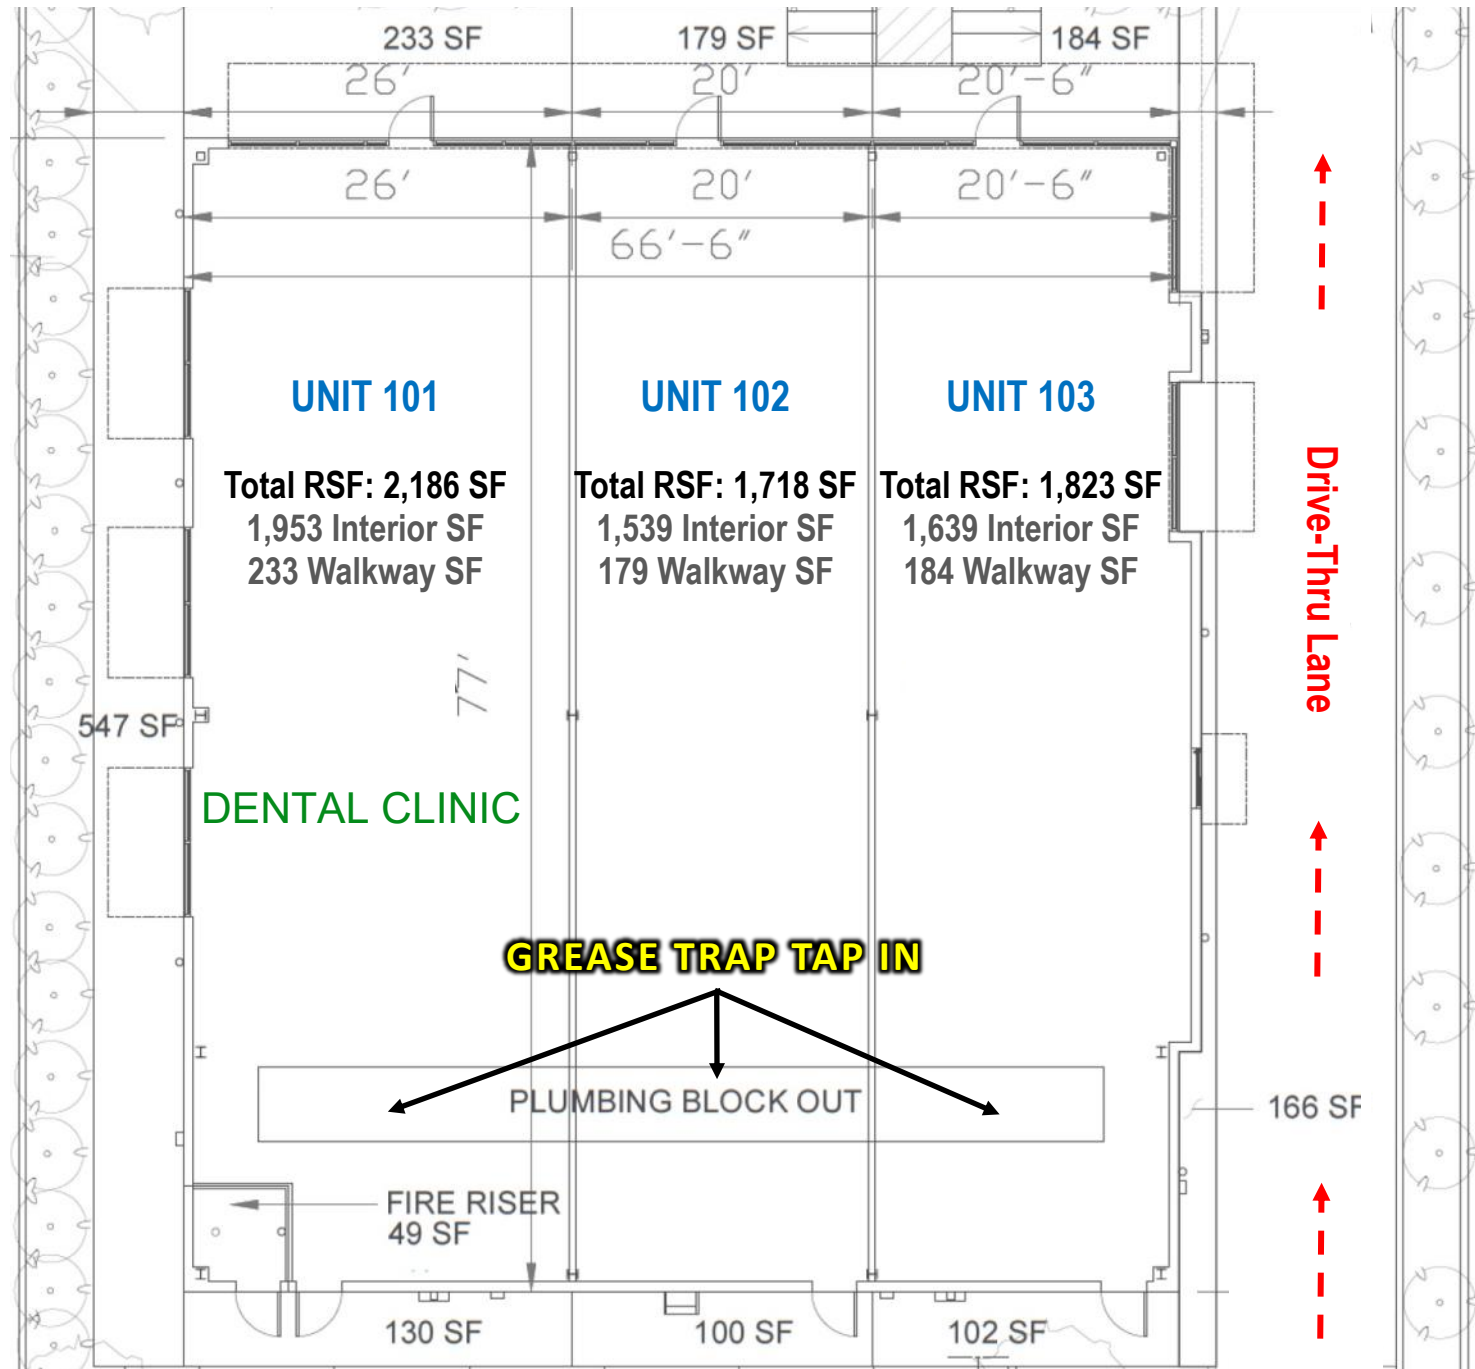 233 SF
179 SF
184 SF
26'
20'
20'-6"
26'
20'
20'-6"
66'-6"
UNIT 101
Total RSF: 2,186 SF
1,953 Interior SF
233 Walkway SF
UNIT 102
Total RSF: 1,718 SF
1,539 Interior SF
179 Walkway SF
UNIT 103
Total RSF: 1,823 SF
1,639 Interior SF
184 Walkway SF
Drive-Thru Lane
77'
547 SF
DENTAL CLINIC
GREASE TRAP TAP IN
PLUMBING BLOCK OUT
166 SF
FIRE RISER
49 SF
130 SF
100 SF
102 SF